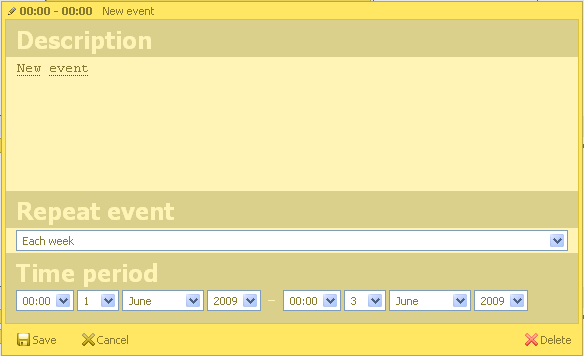 00:00 - 00:00 New event
Description
New event
Repeat event
Each week
Time period
00:00 1 June 2009 – 00:00 3 June 2009
Save Cancel Delete